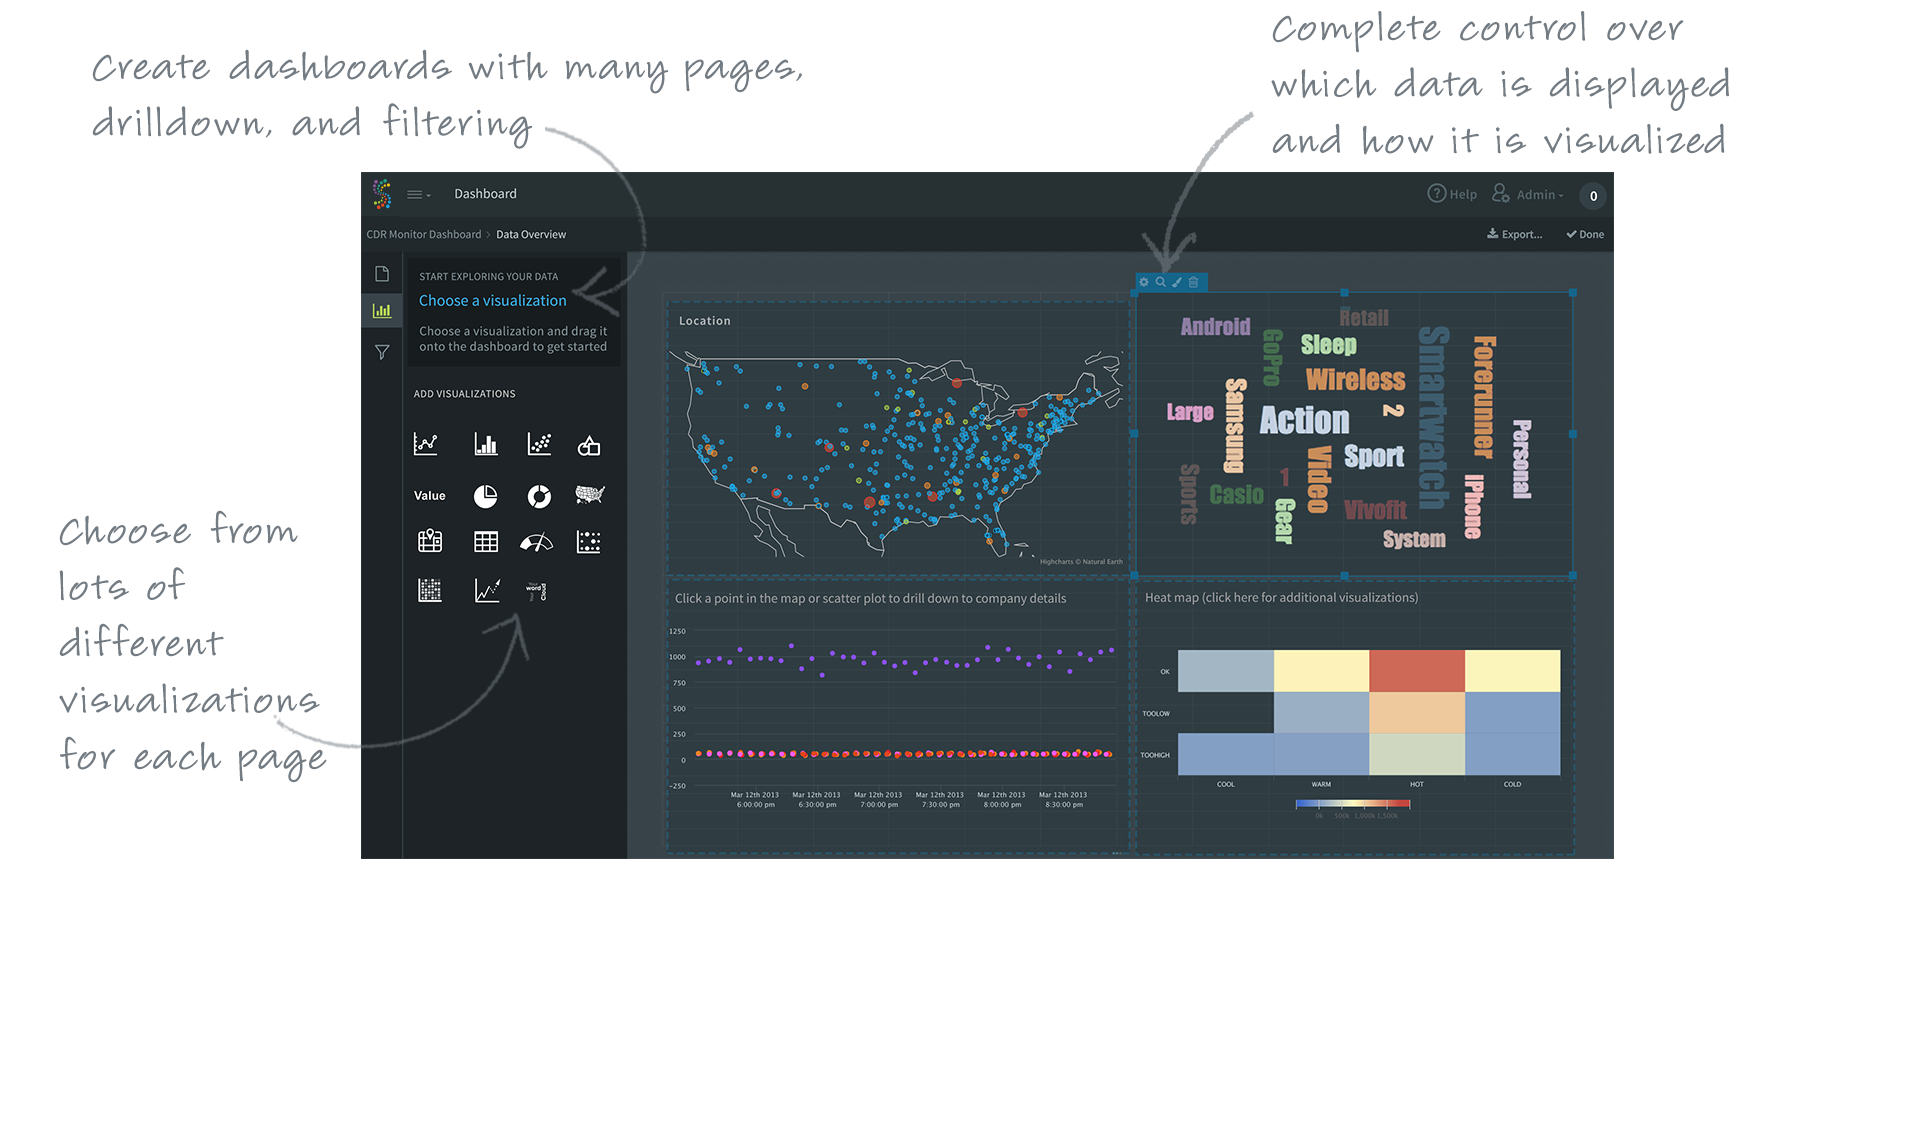 Create dashboards with many pages,
drilldown, and filtering
Complete control over
which data is displayed
and how it is visualized
Dashboard
Help
Admin
0
CDR Monitor Dashboard > Data Overview
Export...
Done
START EXPLORING YOUR DATA
Choose a visualization
Choose a visualization and drag it
onto the dashboard to get started
ADD VISUALIZATIONS
Value
Your
word
Cloud
Choose from
lots of
different
visualizations
for each page
Location
Highcharts © Natural Earth
Android
Retail
GoPro
Sleep
Smartwatch
Forerunner
Wireless
Large
Samsung
Action
2
Personal
Sport
Video
Sports
1
Casio
Gear
Vivofit
iPhone
System
Click a point in the map or scatter plot to drill down to company details
1250
1000
750
500
250
0
-250
Mar 12th 2013 Mar 12th 2013 Mar 12th 2013 Mar 12th 2013 Mar 12th 2013 Mar 12th 2013
6:00:00 pm 6:30:00 pm 7:00:00 pm 7:30:00 pm 8:00:00 pm 8:30:00 pm
Heat map (click here for additional visualizations)
OK
TOOLOW
TOOHIGH
COOL WARM HOT COLD
0k 500k 1,000k 1,500k